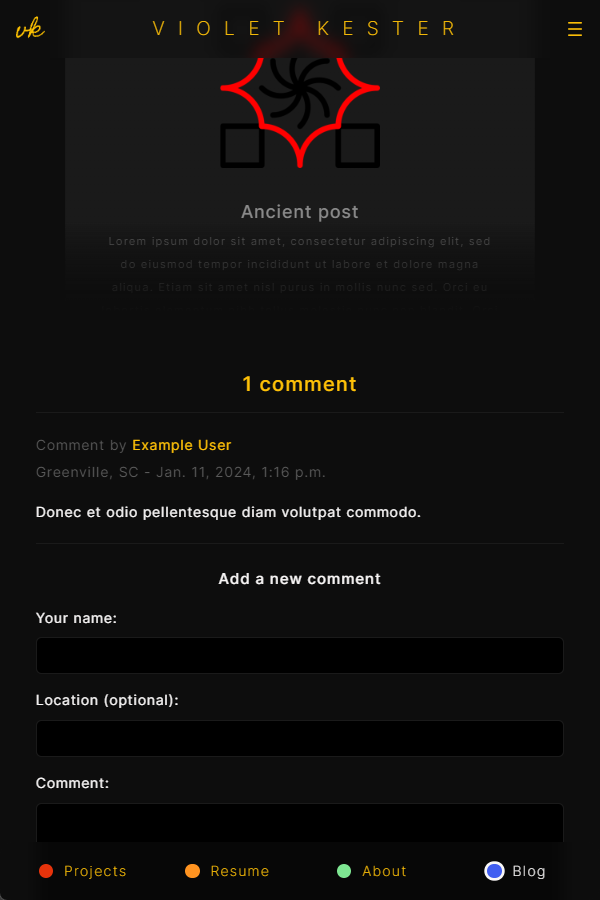 vk
VIOLET KESTER
Ancient post
Lorem ipsum dolor sit amet, consectetur adipiscing elit, sed
do eiusmod tempor incididunt ut labore et dolore magna
aliqua. Etiam sit amet nisl purus in mollis nunc sed. Orci eu
1 comment
Comment by Example User
Greenville, SC - Jan. 11, 2024, 1:16 p.m.
Donec et odio pellentesque diam volutpat commodo.
Add a new comment
Your name:
Location (optional):
Comment:
Projects
Resume
About
Blog